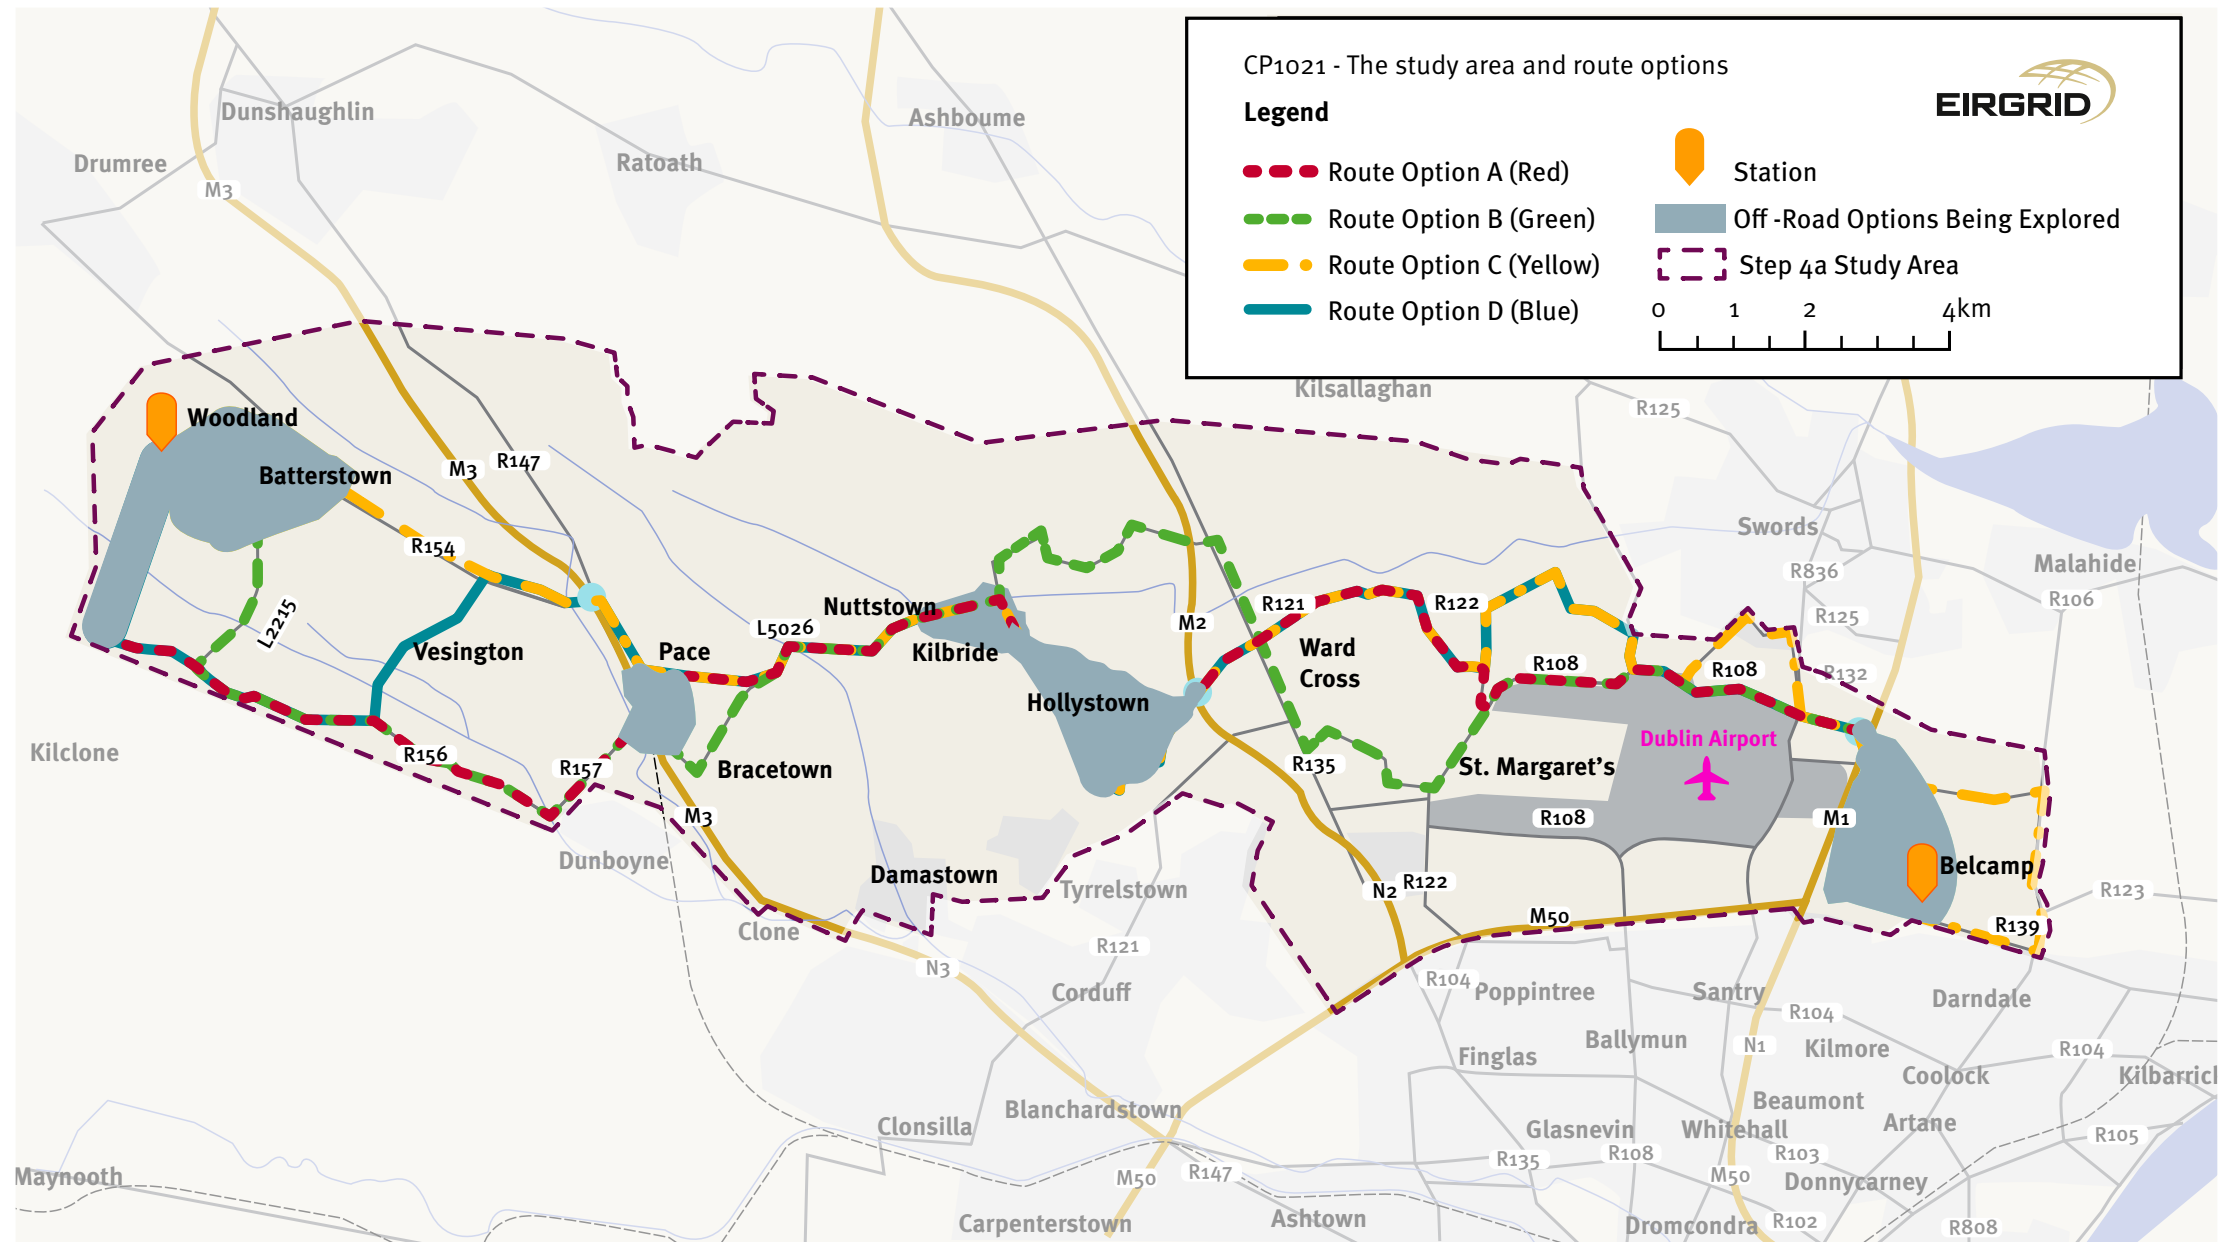 CP1021 - The study area and route options
EIRGRID
Legend
Route Option A (Red)
Route Option B (Green)
Route Option C (Yellow)
Route Option D (Blue)
Station
Off -Road Options Being Explored
Step 4a Study Area
0 1 2 4km
Dunshaughlin
Drumree
M3
Ratoath
Ashboume
Kilsallaghan
R125
Woodland
Batterstown
M3
R147
R154
L2215
Vesington
Kilclone
R156
R157
Dunboyne
Pace
L5026
Bracetown
M3
Clone
Nuttstown
Kilbride
Hollystown
Damastown
Tyrrelstown
R121
Corduff
N3
M2
R121
R122
Ward
Cross
R135
St. Margaret's
R108
R108
Dublin Airport
R108
N2
R122
M50
M1
Belcamp
R139
Swords
R836
R125
R132
Malahide
R106
R123
R104
Poppintree
Santry
R104
Darndale
Ballymun
N1
Kilmore
R104
Finglas
Coolock
Kilbarric
Beaumont
Artane
Glasnevin
Whitehall
R105
R135
R108
R103
M50
Donnycarney
Dromcondra
R102
R808
Blanchardstown
Clonsilla
M50
R147
Carpenterstown
Ashtown
Maynooth